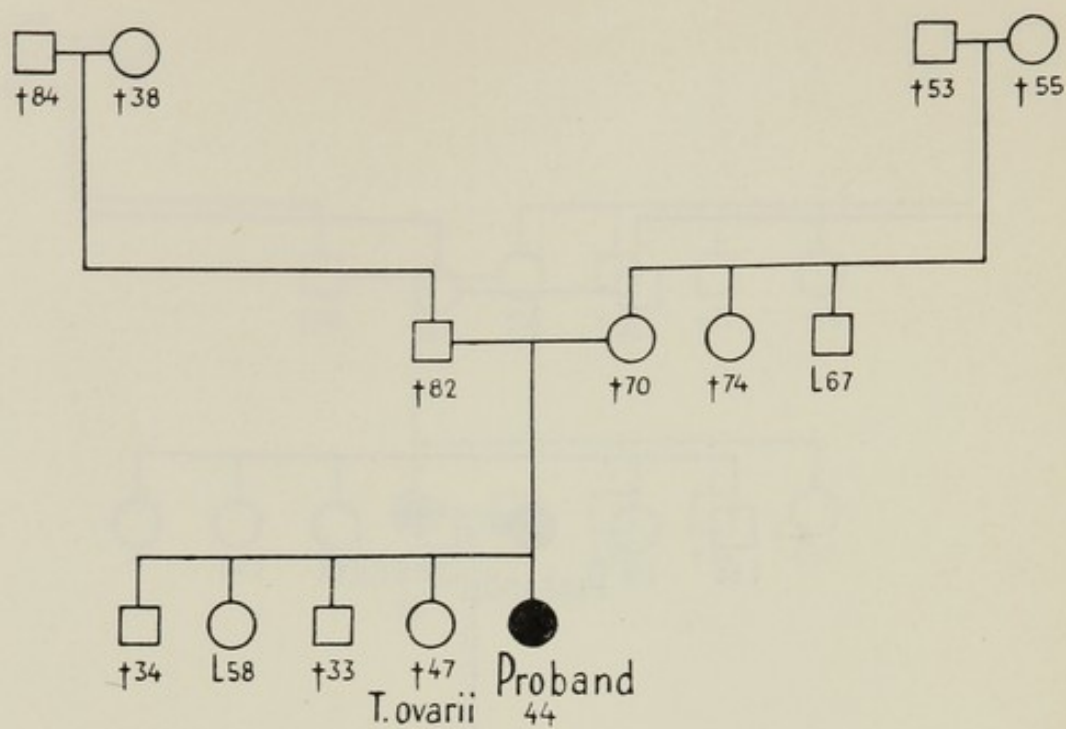 †84 †38 †53 †55
†82 †70 †74 L67
†34 L58 †33 †47 Proband
T. ovarii 44